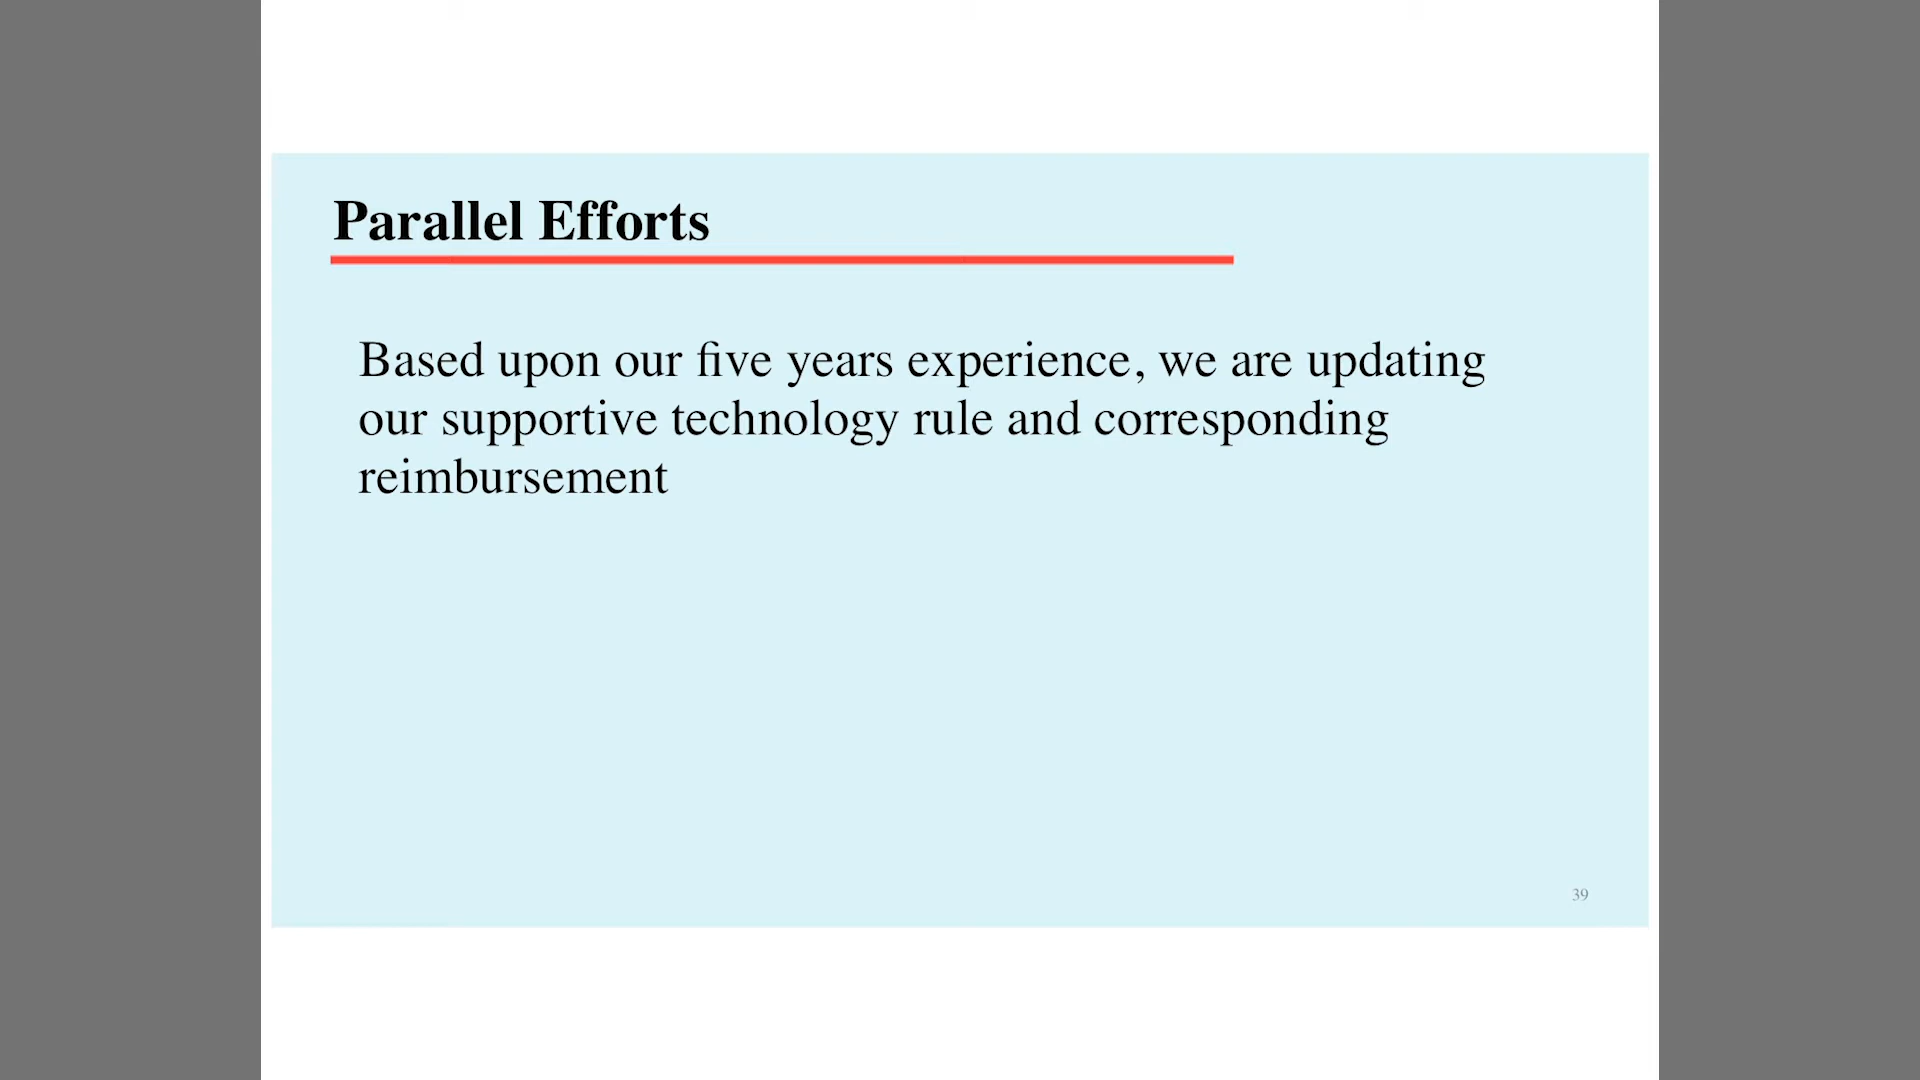 Parallel Efforts
Based upon our five years experience, we are updating
our supportive technology rule and corresponding
reimbursement
39